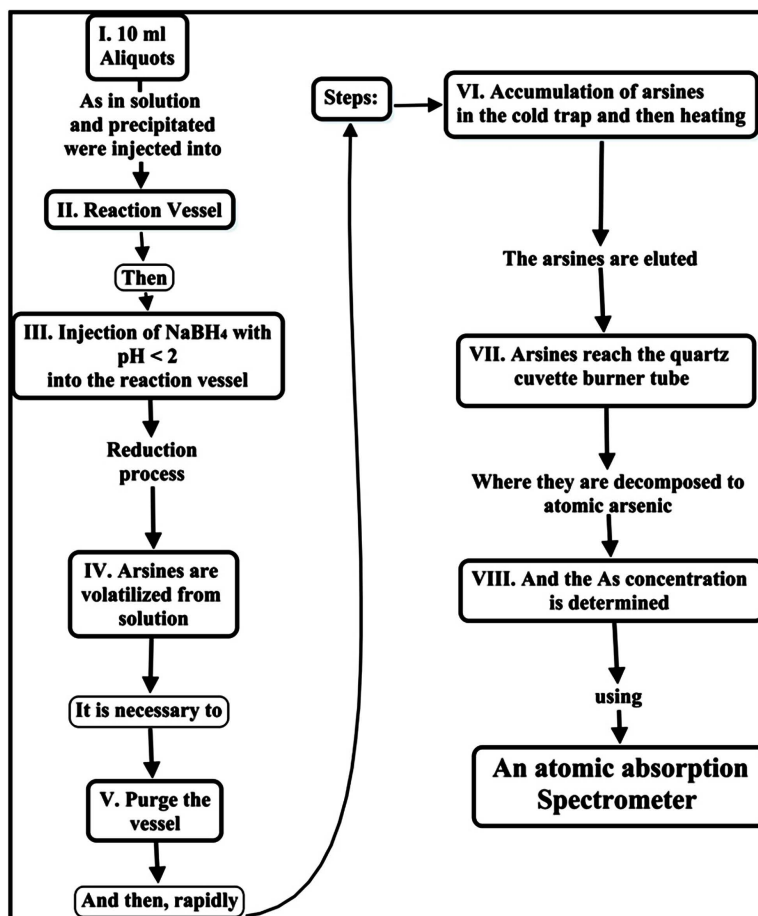 I. 10 ml
Aliquots
As in solution
and precipitated
were injected into
II. Reaction Vessel
Then
III. Injection of NaBH₄ with
pH < 2
into the reaction vessel
Reduction
process
IV. Arsines are
volatilized from
solution
It is necessary to
V. Purge the
vessel
And then, rapidly
Steps:
VI. Accumulation of arsines
in the cold trap and then heating
The arsines are eluted
VII. Arsines reach the quartz
cuvette burner tube
Where they are decomposed to
atomic arsenic
VIII. And the As concentration
is determined
using
An atomic absorption
Spectrometer